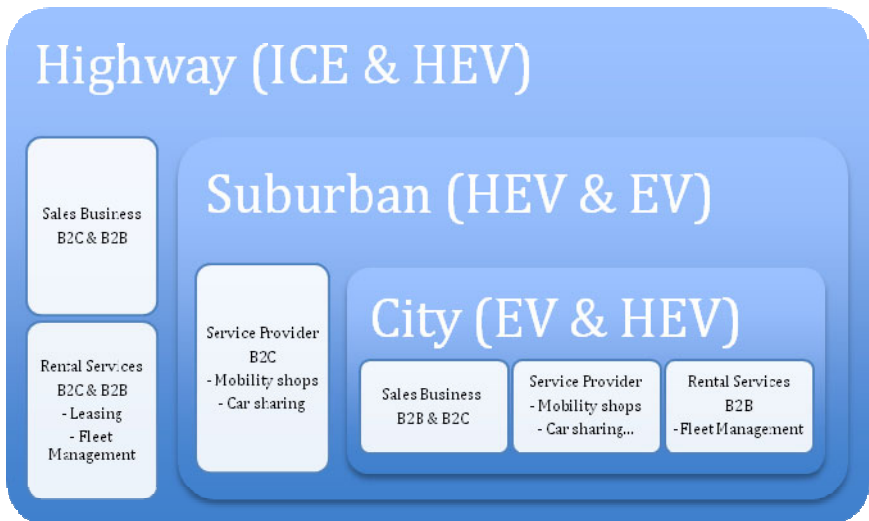 Highway (ICE & HEV)
Sales Business
B2C & B2B
Rental Services
B2C & B2B
- Leasing
- Fleet
Management
Suburban (HEV & EV)
Service Provider
B2C
- Mobility shops
- Car sharing
City (EV & HEV)
Sales Business
B2B & B2C
Service Provider
- Mobility shops
- Car sharing...
Rental Services
B2B
-Fleet Management